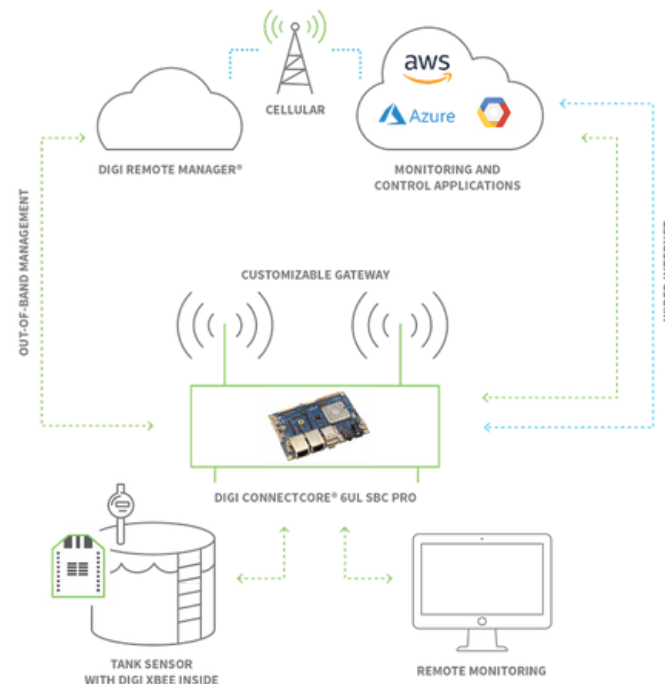 aws
Azure
CELLULAR
DIGI REMOTE MANAGER®
MONITORING AND
CONTROL APPLICATIONS
OUT-OF-BAND MANAGEMENT
CUSTOMIZABLE GATEWAY
DIGI CONNECTCORE® 6UL SBC PRO
TANK SENSOR
WITH DIGI XBEE INSIDE
REMOTE MONITORING